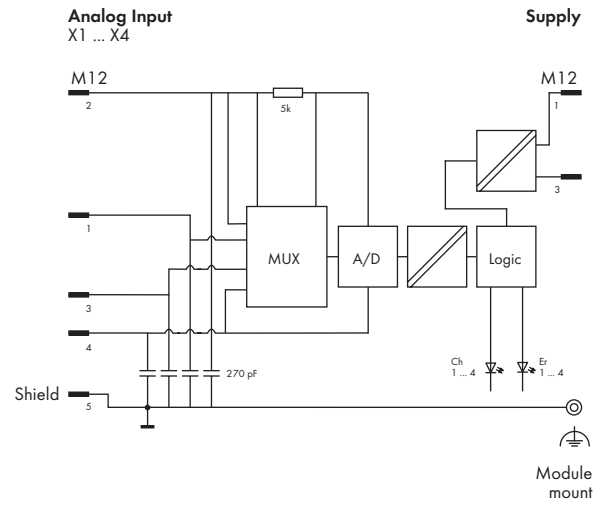 Analog Input
X1 ... X4
Supply
M12
M12
2
5k
1
3
1
MUX
A/D
Logic
3
4
270 pF
Ch
1 ... 4
Er
1 ... 4
Shield
5
Module
mount